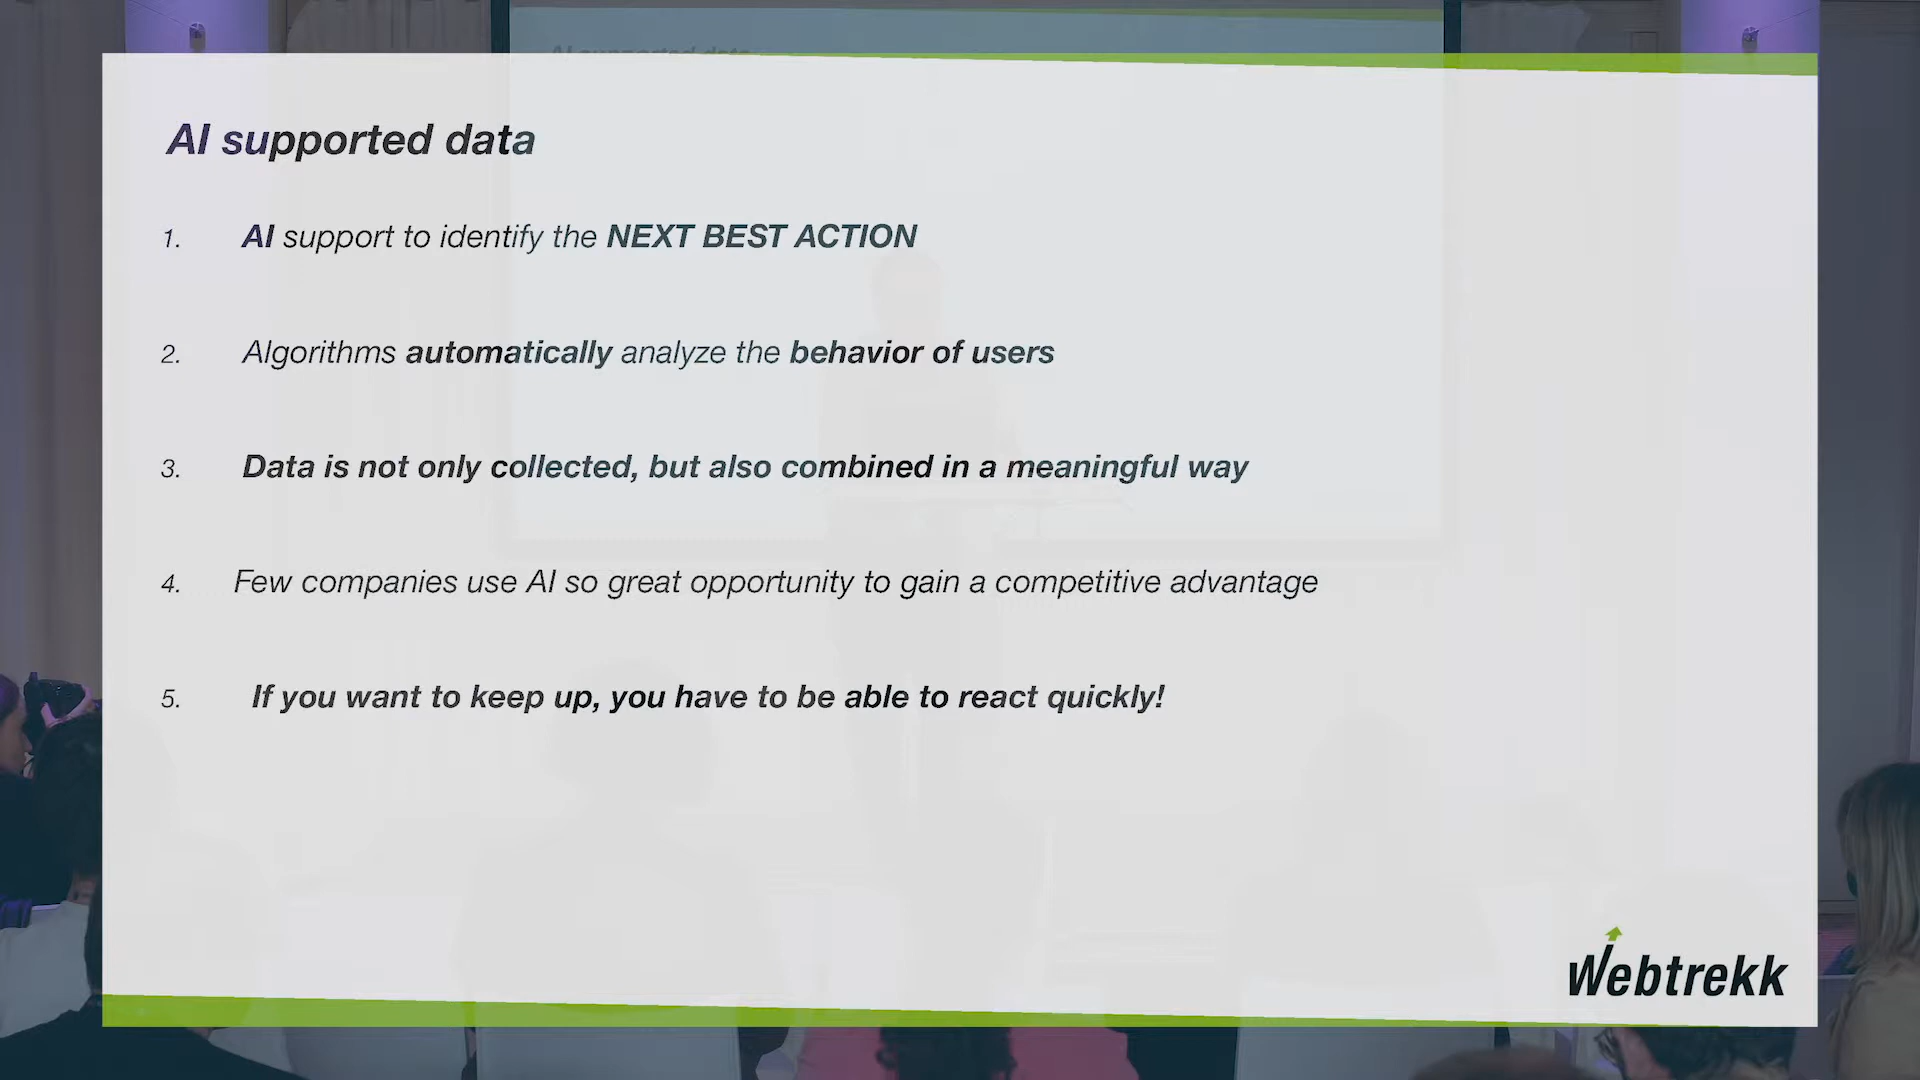 AI supported data
1. AI support to identify the NEXT BEST ACTION
2. Algorithms automatically analyze the behavior of users
3. Data is not only collected, but also combined in a meaningful way
4. Few companies use AI so great opportunity to gain a competitive advantage
5. If you want to keep up, you have to be able to react quickly!
Webtrekk